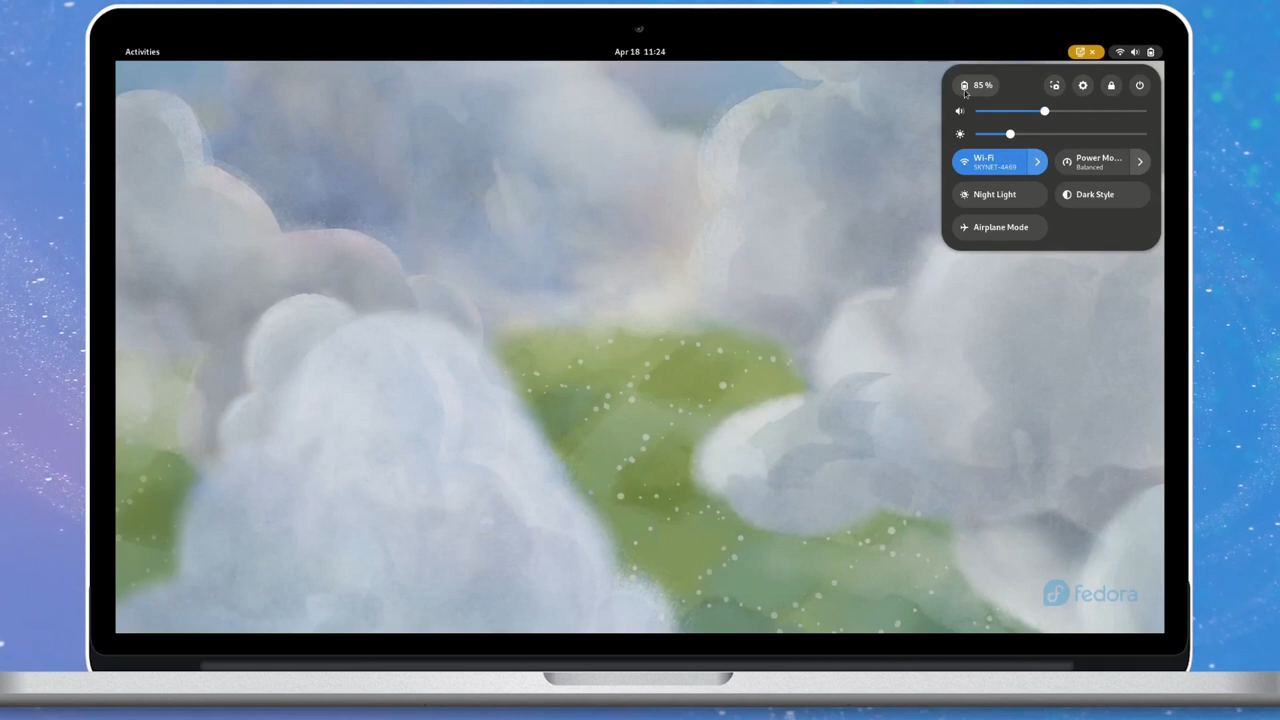 Activities
Apr 18 11:24
85 %
Wi-Fi
SKYNET-4A69
Power Mo...
Balanced
Night Light
Dark Style
Airplane Mode
fedora